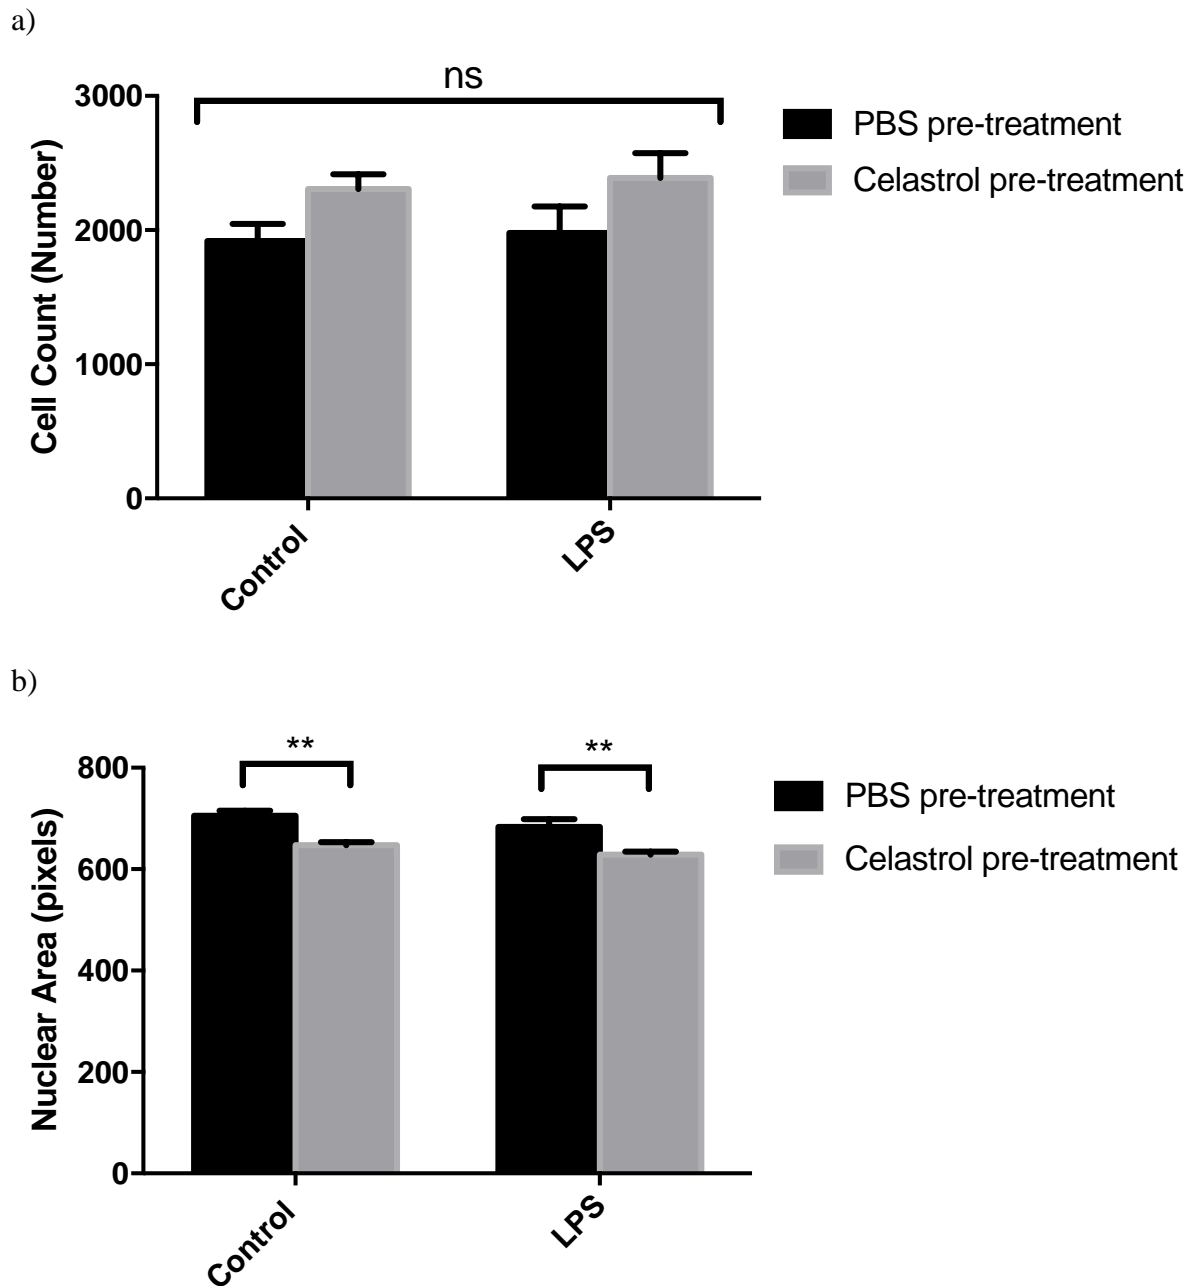 a)
ns
3000
2000
1000
0
Cell Count (Number)
Control
LPS
PBS pre-treatment
Celastrol pre-treatment
b)
**
**
800
600
400
200
0
Nuclear Area (pixels)
Control
LPS
PBS pre-treatment
Celastrol pre-treatment